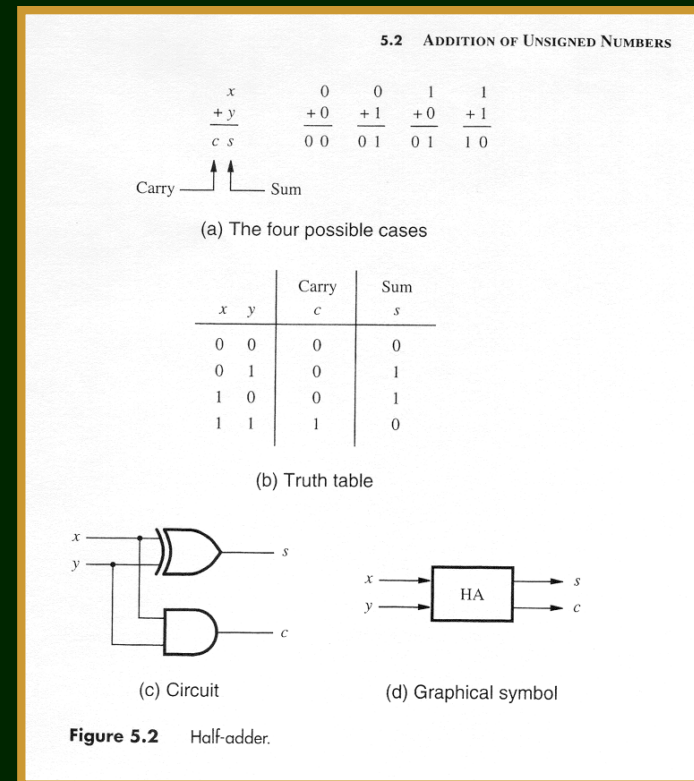 5.2 ADDITION OF UNSIGNED NUMBERS
x 0 0 1 1
+ y + 0 + 1 + 0 + 1
c s 0 0 0 1 0 1 1 0
Carry Sum
(a) The four possible cases
Carry Sum
x y c s
0 0 0 0
0 1 0 1
1 0 0 1
1 1 1 0
(b) Truth table
x
s
y
c
x s
HA
y c
(c) Circuit
(d) Graphical symbol
Figure 5.2 Half-adder.